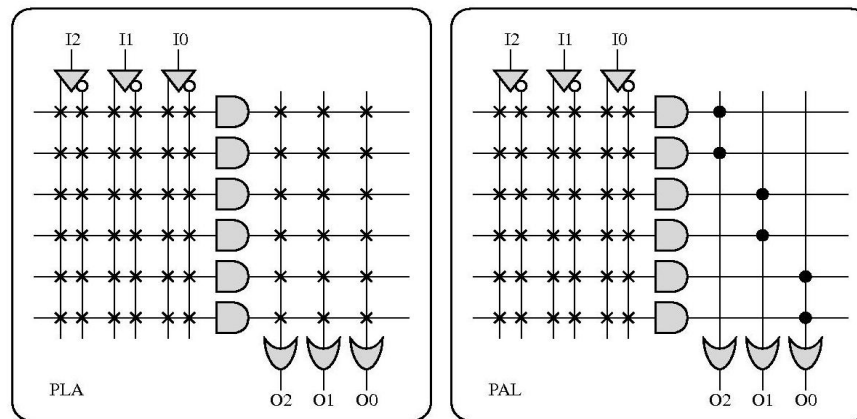 I2 I1 I0
O2 O1 O0
PLA
I2 I1 I0
O2 O1 O0
PAL